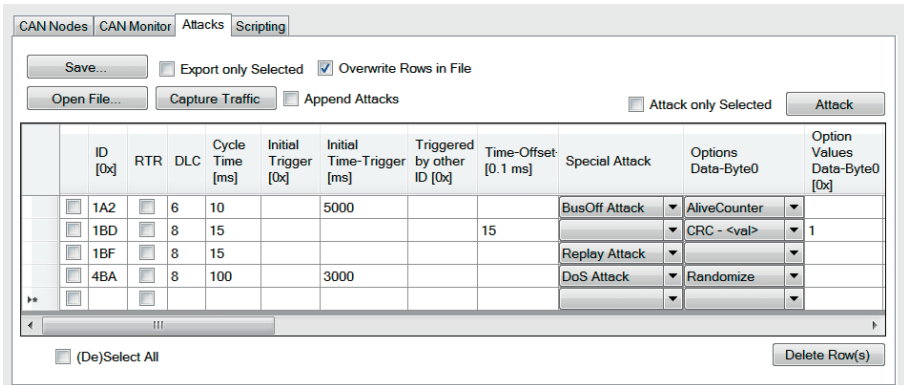 CAN Nodes CAN Monitor Attacks Scripting
Save... Export only Selected Overwrite Rows in File
Open File... Capture Traffic Append Attacks Attack only Selected Attack
ID [0x] RTR DLC Cycle Time [ms] Initial Trigger [0x] Initial Time-Trigger [ms] Triggered by other ID [0x] Time-Offset [0.1 ms] Special Attack Options Data-Byte0 Option Values Data-Byte0 [0x]
1A2 6 10 5000 BusOff Attack AliveCounter
1BD 8 15 15 CRC - <val> 1
1BF 8 15 Replay Attack
4BA 8 100 3000 DoS Attack Randomize
(De)Select All Delete Row(s)